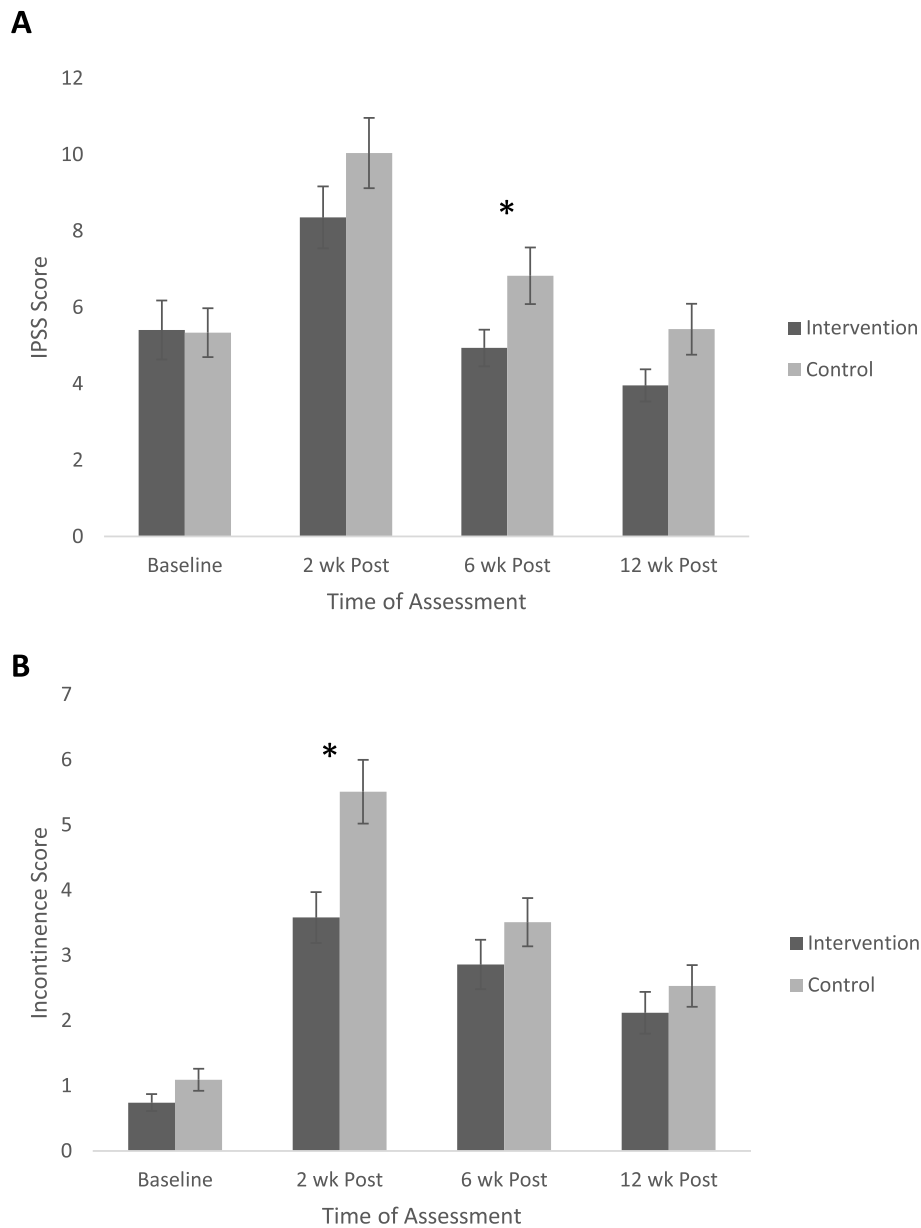 A
12
10
8
6
4
2
0
IPSS Score
*
Baseline
2 wk Post
6 wk Post
12 wk Post
Time of Assessment
Intervention
Control
B
7
6
5
4
3
2
1
0
Incontinence Score
*
Baseline
2 wk Post
6 wk Post
12 wk Post
Time of Assessment
Intervention
Control